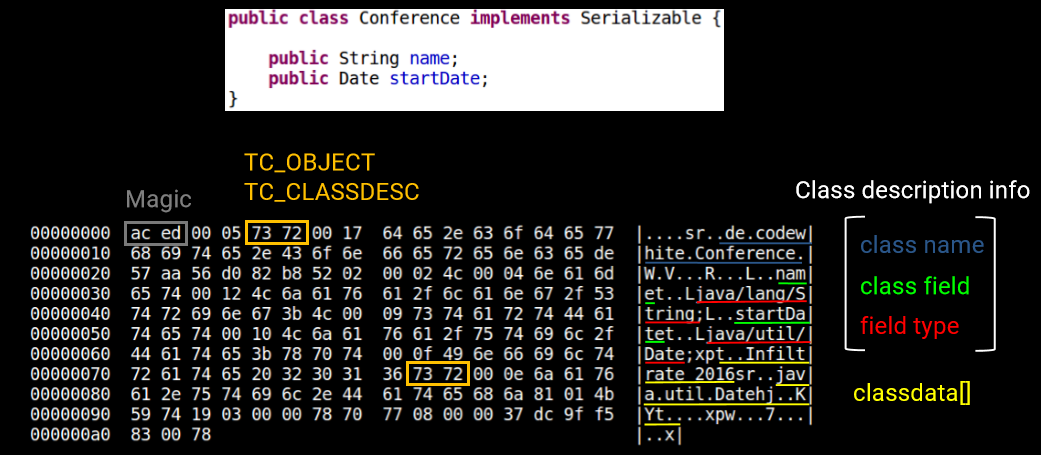 public class Conference implements Serializable {
public String name;
public Date startDate;
}
TC_OBJECT
TC_CLASSDESC
Magic
Class description info
00000000 ac ed 00 05 73 72 00 17 64 65 2e 63 6f 64 65 77 |....sr..de.codew|
00000010 68 69 74 65 2e 43 6f 6e 66 65 72 65 6e 63 65 0d |hite.Conference.|
00000020 57 aa 56 d0 82 b8 52 02 00 02 4c 00 04 6e 61 6d |W.V...R...L..nam|
00000030 65 74 00 12 4c 6a 61 76 61 2f 6c 61 6e 67 2f 53 |et..Ljava/lang/S|
00000040 74 72 69 6e 67 3b 4c 00 09 73 74 61 72 74 44 61 |tring;L..startDa|
00000050 74 65 74 00 10 4c 6a 61 76 61 2f 75 74 69 6c 2f |tet..Ljava/util/|
00000060 44 61 74 65 3b 78 70 74 00 0f 49 6e 66 69 6c 74 |Date;xpt..Infilt|
00000070 72 61 74 65 20 32 30 31 36 73 72 00 0e 6a 61 76 |rate 2016sr..jav|
00000080 61 2e 75 74 69 6c 2e 44 61 74 65 68 6a 81 01 4b |a.util.Datehj..K|
00000090 59 74 19 03 00 00 78 70 77 08 00 00 37 dc 9f f5 |Yt....xpw...7...|
000000a0 83 00 78 |..x|
class name
class field
field type
classdata[]